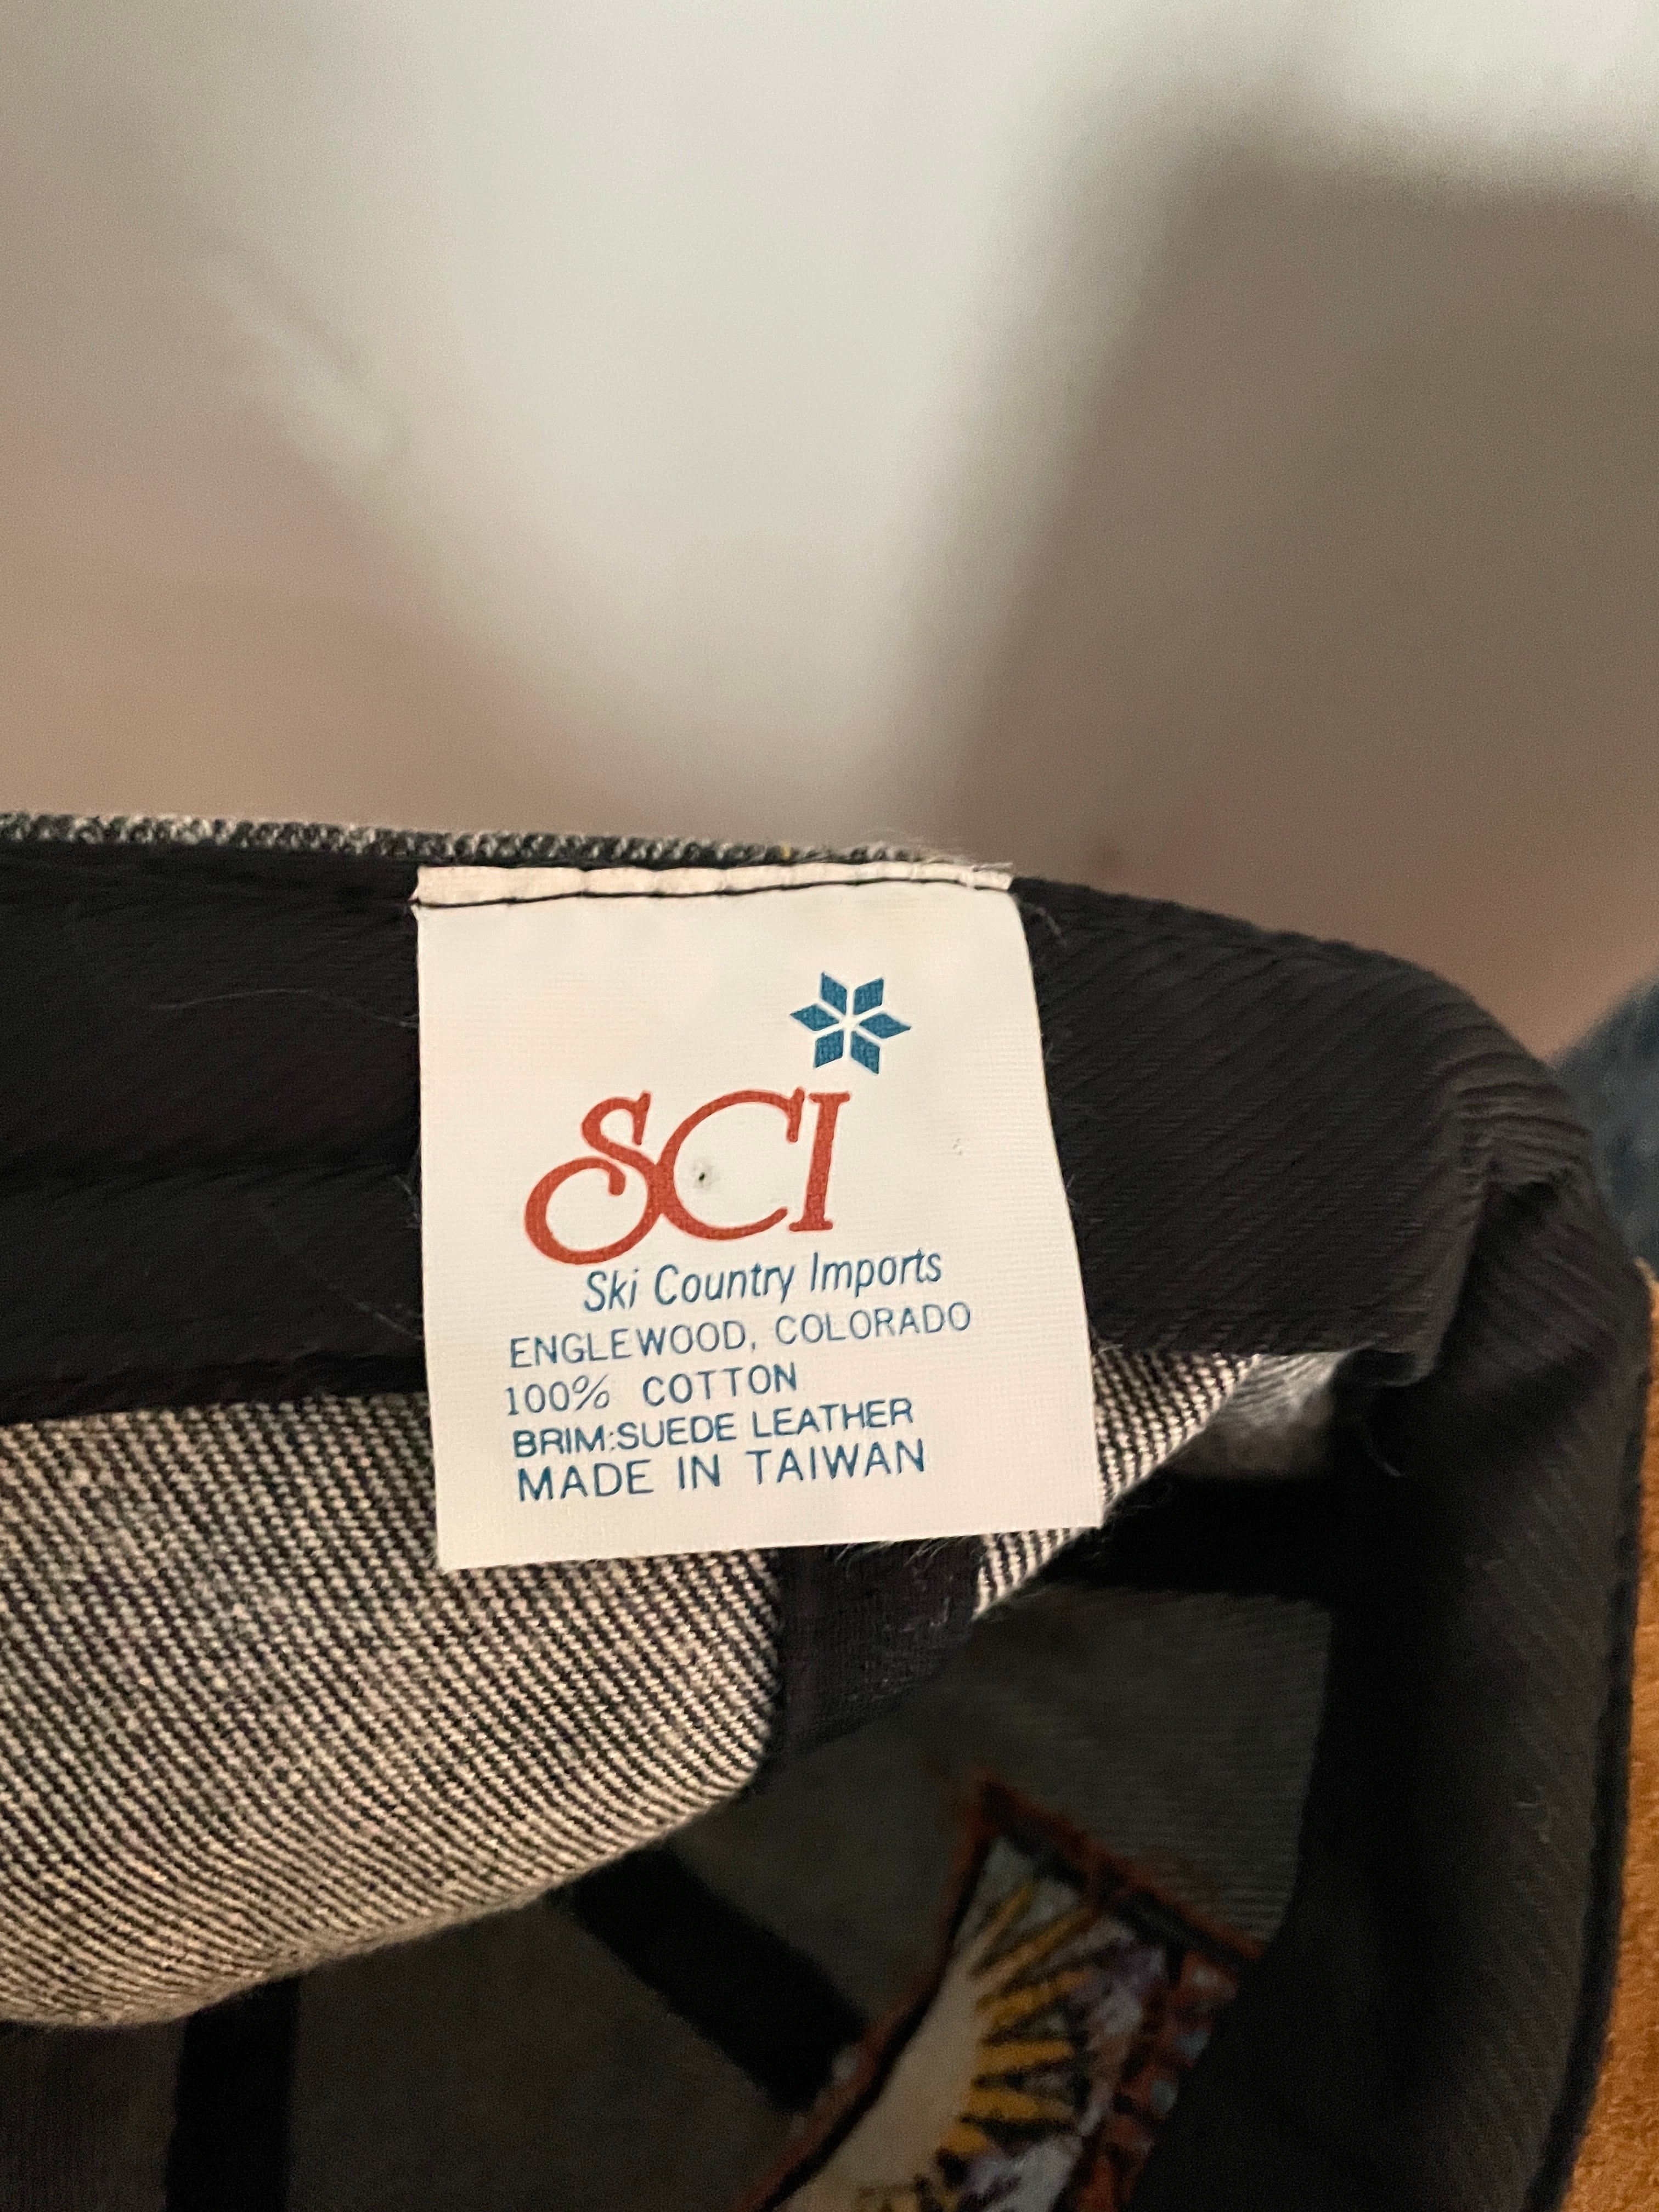 SCI
Ski Country Imports
ENGLEWOOD, COLORADO
100% COTTON
BRIM:SUEDE LEATHER
MADE IN TAIWAN